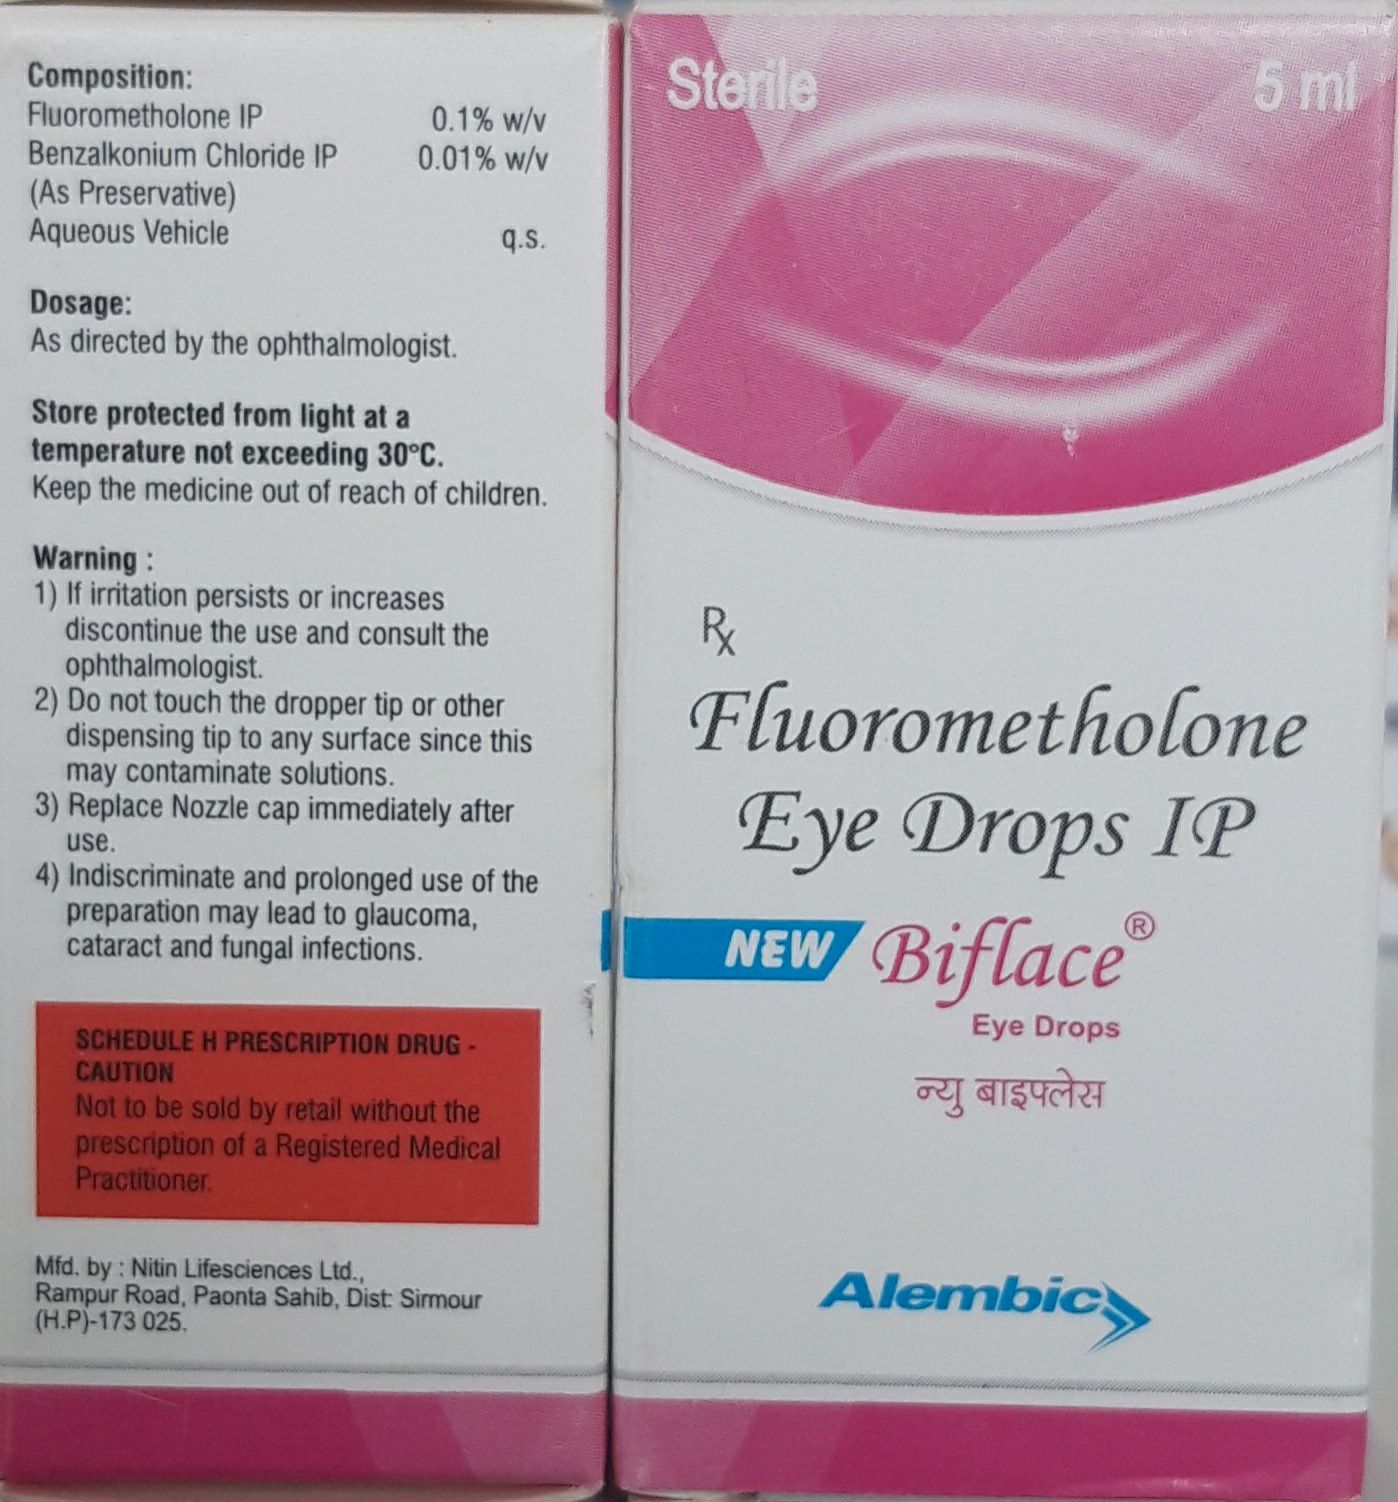 Composition:
Fluorometholone IP 0.1% w/v
Benzalkonium Chloride IP 0.01% w/v
(As Preservative)
Aqueous Vehicle q.s.
Dosage:
As directed by the ophthalmologist.
Store protected from light at a
temperature not exceeding 30°C.
Keep the medicine out of reach of children.
Warning :
1) If irritation persists or increases
discontinue the use and consult the
ophthalmologist.
2) Do not touch the dropper tip or other
dispensing tip to any surface since this
may contaminate solutions.
3) Replace Nozzle cap immediately after
use.
4) Indiscriminate and prolonged use of the
preparation may lead to glaucoma,
cataract and fungal infections.
SCHEDULE H PRESCRIPTION DRUG -
CAUTION
Not to be sold by retail without the
prescription of a Registered Medical
Practitioner.
Mfd. by : Nitin Lifesciences Ltd.,
Rampur Road, Paonta Sahib, Dist: Sirmour
(H.P)-173 025.
Sterile 5 ml
Rx
Fluorometholone
Eye Drops IP
NEW Biflace®
Eye Drops
न्यु बाइफ्लेस
Alembic